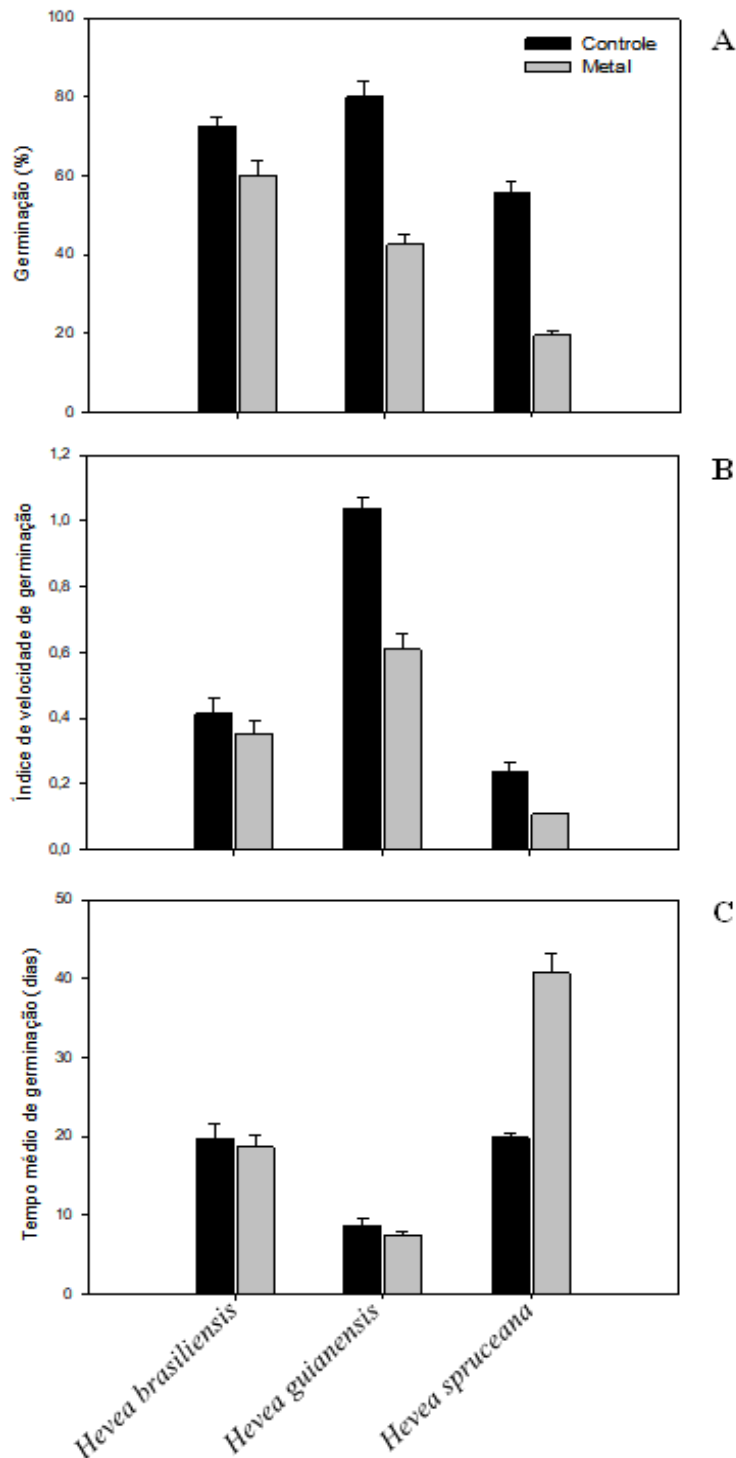 A
Controle
Metal
Germinação (%)
100
80
60
40
20
0
B
Índice de velocidade de germinação
1,2
1,0
0,8
0,6
0,4
0,2
0,0
C
Tempo médio de germinação (dias)
50
40
30
20
10
0
Hevea brasiliensis
Hevea guianensis
Hevea spruceana